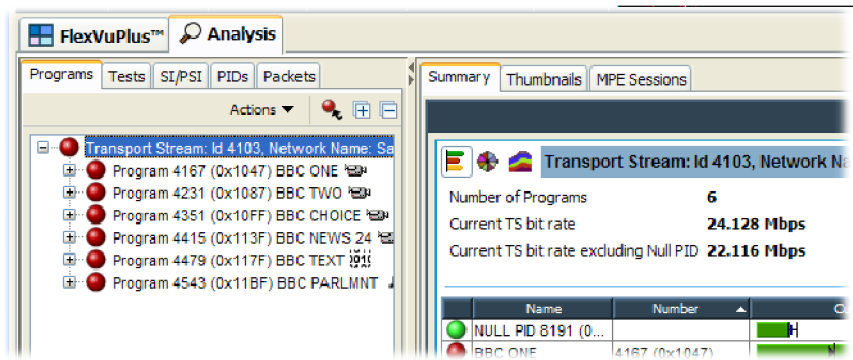 FlexVuPlus™ Analysis
Programs Tests SI/PSI PIDs Packets
Actions
Transport Stream: Id 4103, Network Name: Sa
Program 4167 (0x1047) BBC ONE
Program 4231 (0x1087) BBC TWO
Program 4351 (0x10FF) BBC CHOICE
Program 4415 (0x113F) BBC NEWS 24
Program 4479 (0x117F) BBC TEXT
Program 4543 (0x11BF) BBC PARLMNT
Summary Thumbnails MPE Sessions
Transport Stream: Id 4103, Network Na
Number of Programs 6
Current TS bit rate 24.128 Mbps
Current TS bit rate excluding Null PID 22.116 Mbps
Name Number
NULL PID 8191 (0...
BBC ONE 4167 (0x1047)